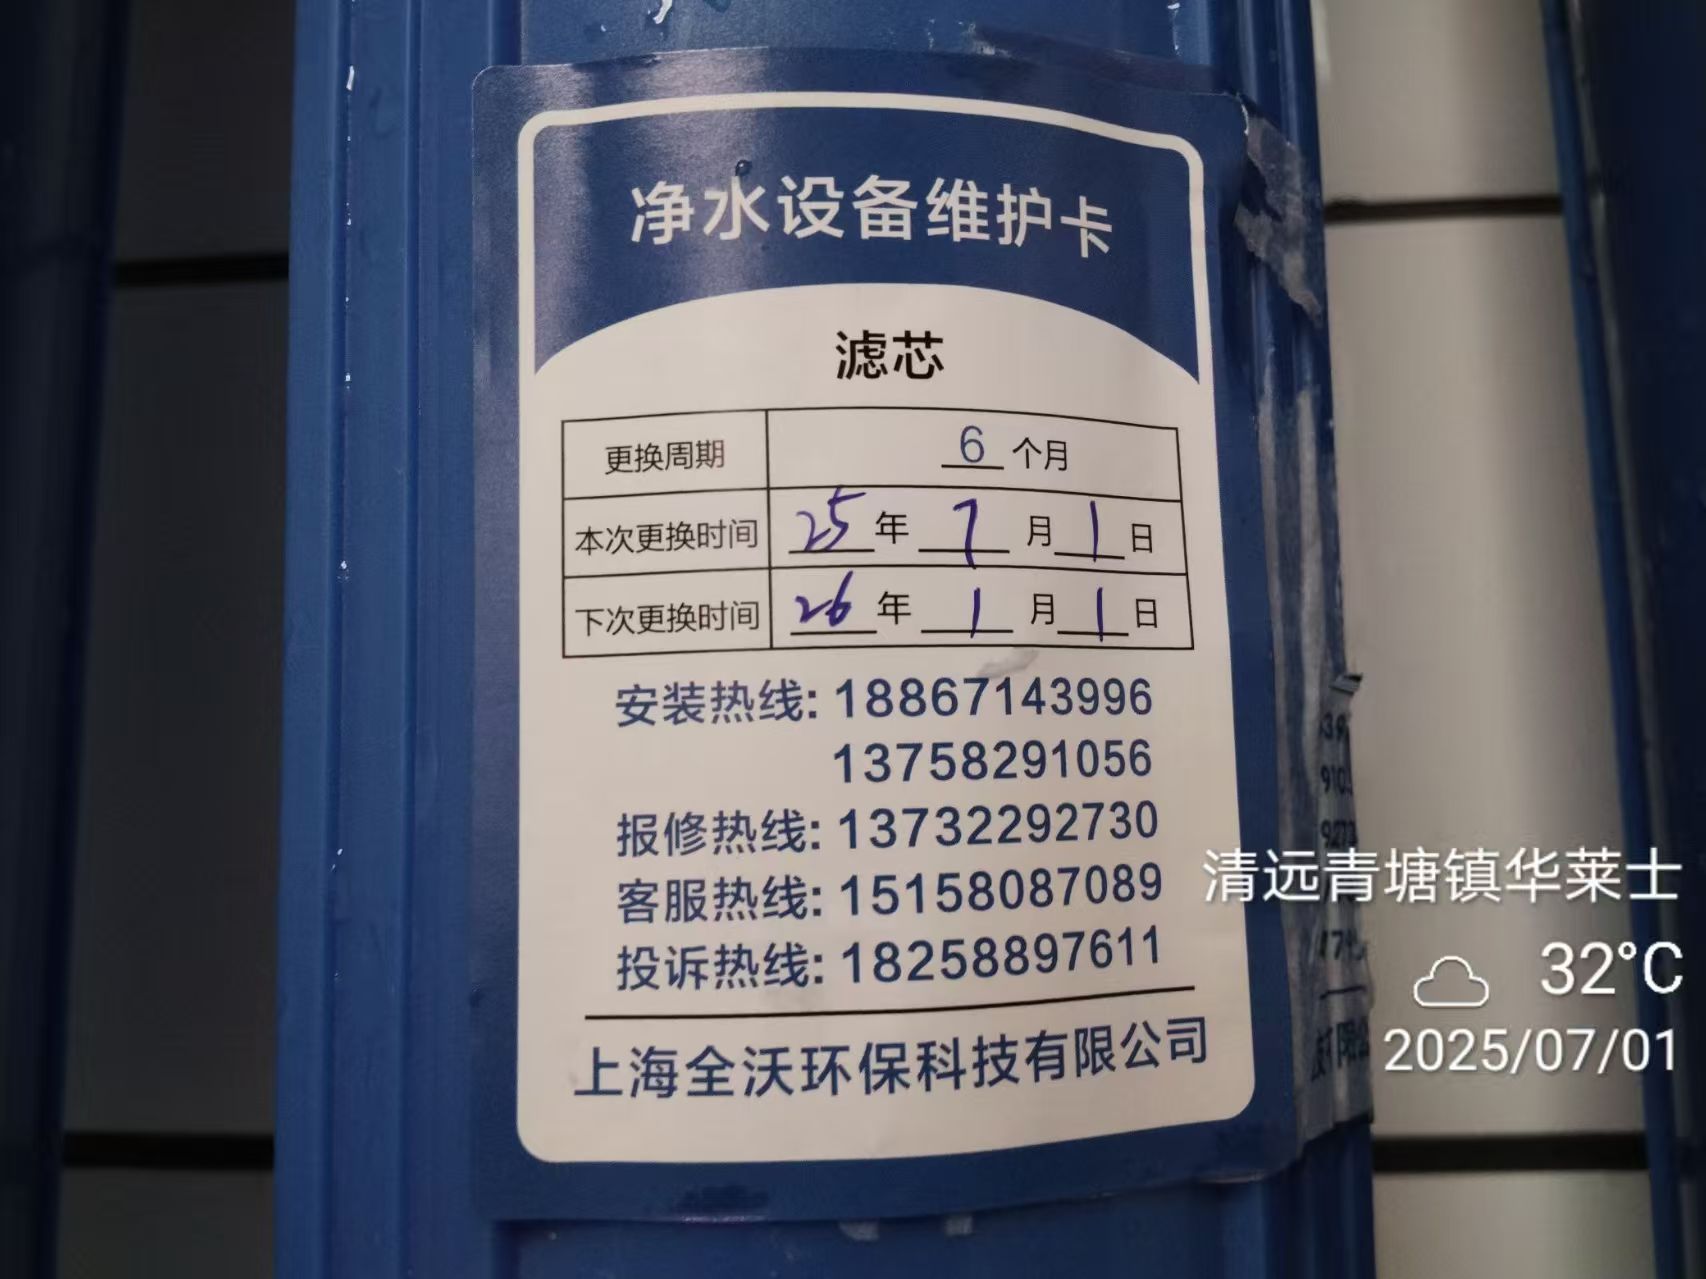 净水设备维护卡
滤芯
更换周期 6 个月
本次更换时间 25 年 7 月 1 日
下次更换时间 26 年 1 月 1 日
安装热线: 18867143996
13758291056
报修热线: 13732292730
客服热线: 15158087089
投诉热线: 18258897611
上海全沃环保科技有限公司
清远青塘镇华莱士
32°C
2025/07/01